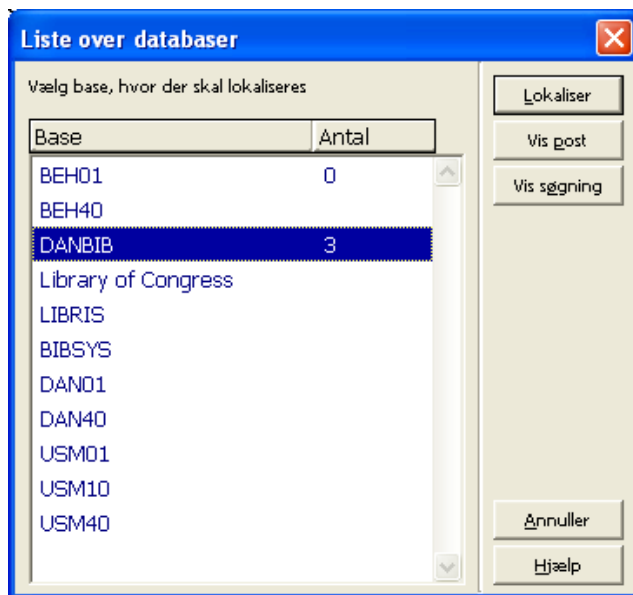 Liste over databaser
Vælg base, hvor der skal lokaliseres
Base Antal
BEH01 0
BEH40
DANBIB 3
Library of Congress
LIBRIS
BIBSYS
DAN01
DAN40
USM01
USM10
USM40
Lokaliser
Vis post
Vis søgning
Annuller
Hjælp